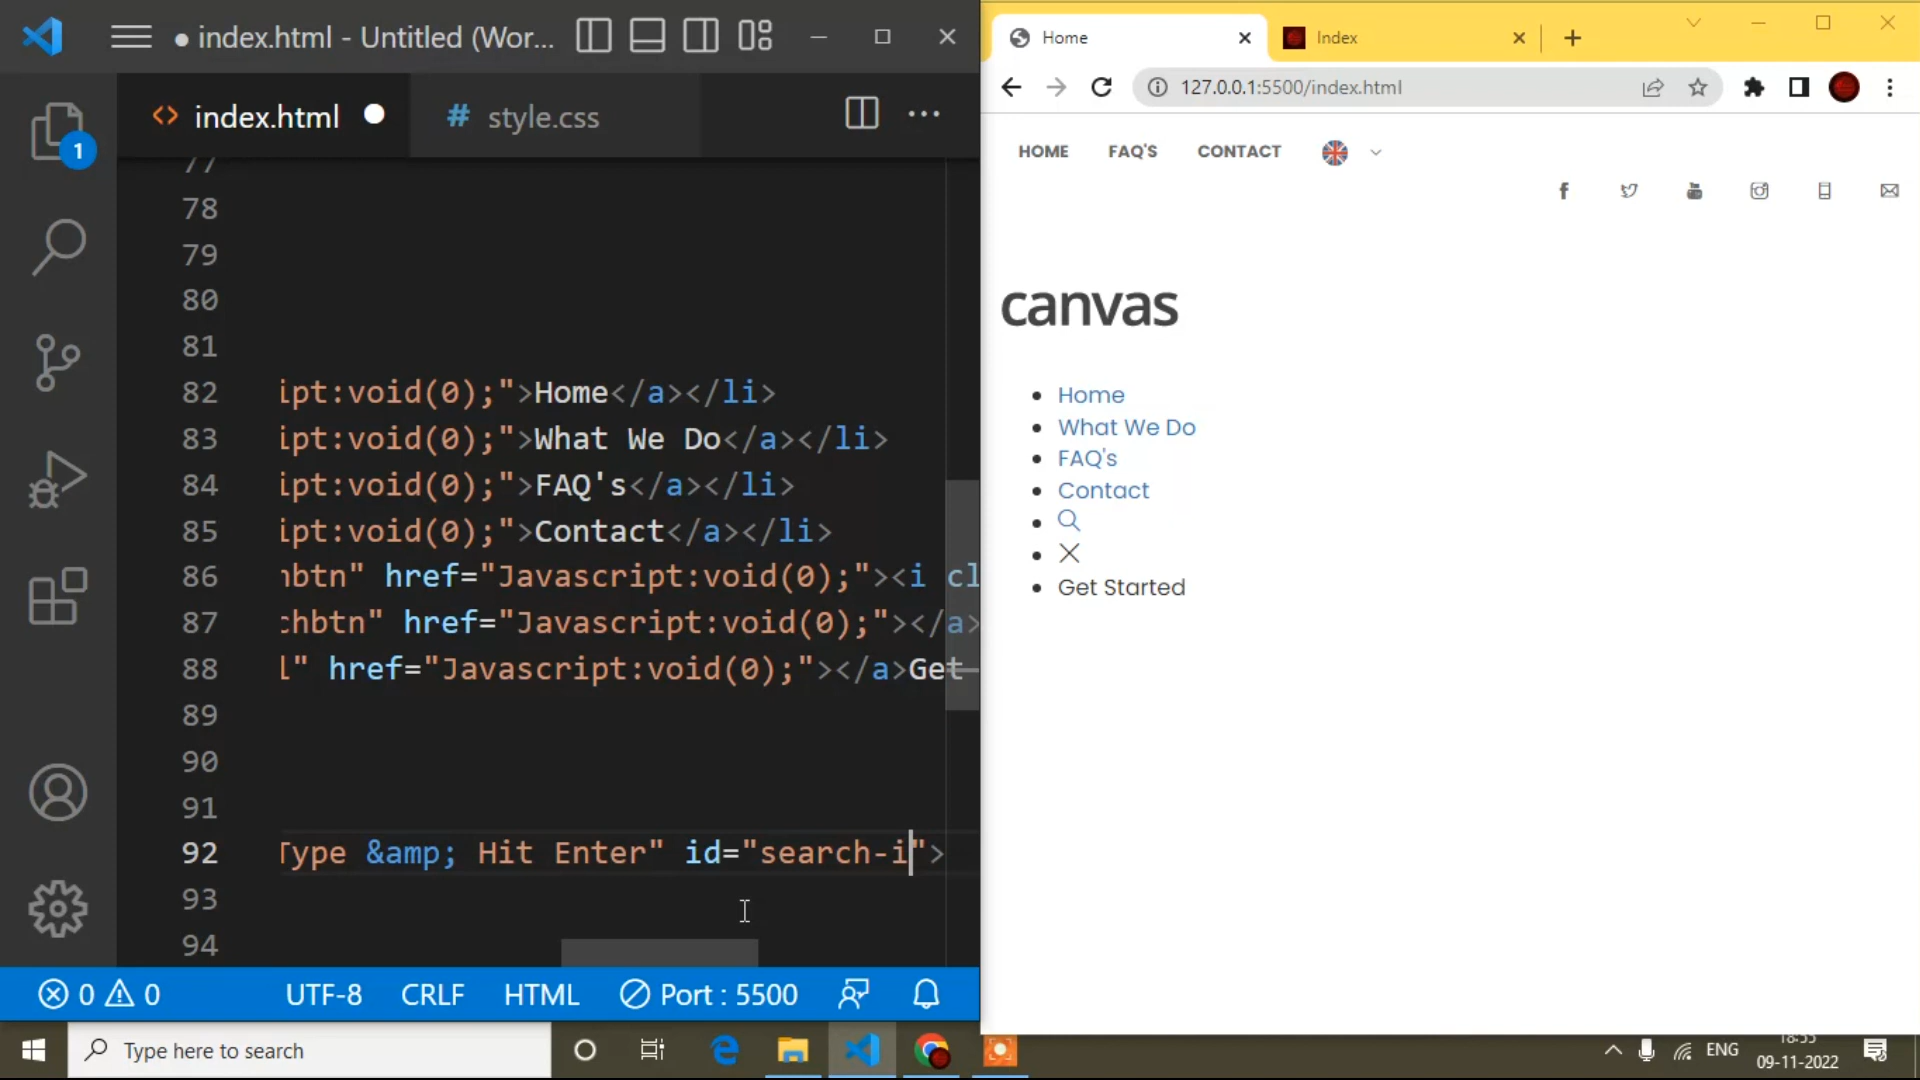 index.html - Untitled (Wor...
index.html
style.css
1
77
78
79
80
81
82 ipt:void(0);">Home</a></li>
83 ipt:void(0);">What We Do</a></li>
84 ipt:void(0);">FAQ's</a></li>
85 ipt:void(0);">Contact</a></li>
86 hbtn" href="Javascript:void(0);"><i cl
87 chbtn" href="Javascript:void(0);"></a>
88 l" href="Javascript:void(0);"></a>Get
89
90
91
92 Type &amp; Hit Enter" id="search-i">
93
94
0 0 UTF-8 CRLF HTML Port : 5500
Home
Index
127.0.0.1:5500/index.html
HOME FAQ'S CONTACT
canvas
Home
What We Do
FAQ's
Contact
Get Started
Type here to search
ENG
18:55
09-11-2022